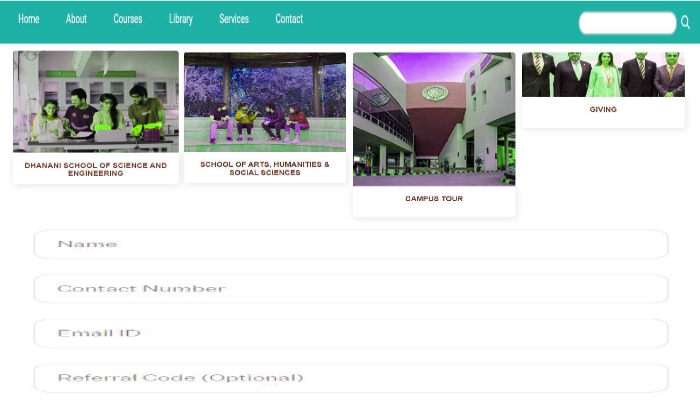 Home About Courses Library Services Contact
DHANANI SCHOOL OF SCIENCE AND
ENGINEERING
SCHOOL OF ARTS, HUMANITIES &
SOCIAL SCIENCES
CAMPUS TOUR
GIVING
Name
Contact Number
Email ID
Referral Code (Optional)